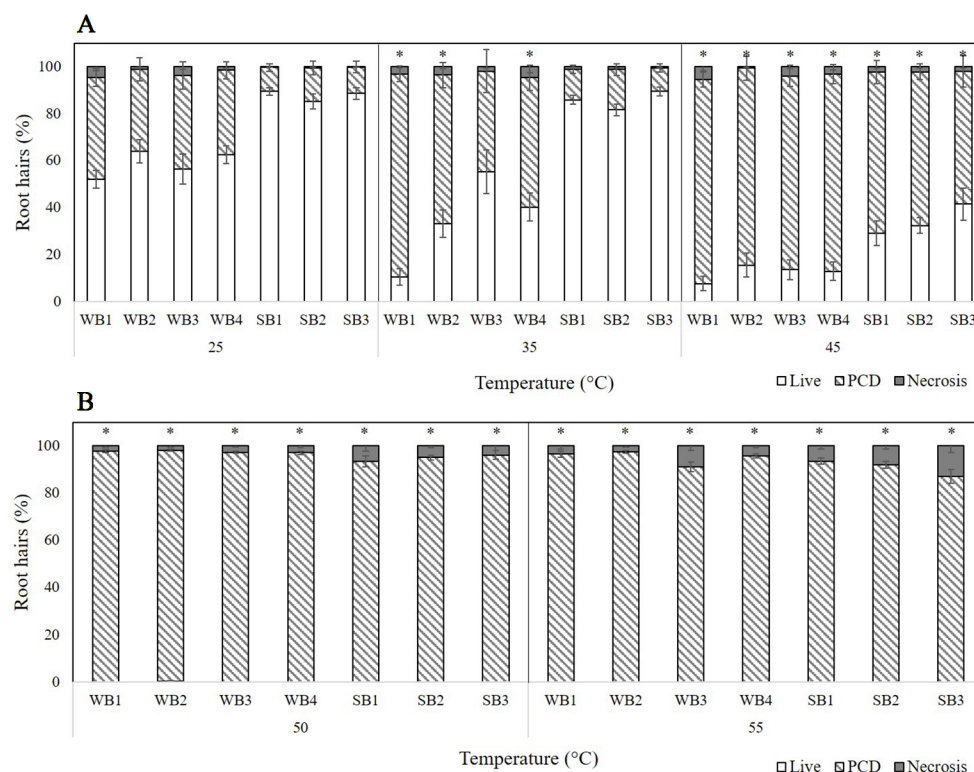 A
* * * * * * * * * *
100
80
60
40
20
0
Root hairs (%)
WB1 WB2 WB3 WB4 SB1 SB2 SB3 WB1 WB2 WB3 WB4 SB1 SB2 SB3 WB1 WB2 WB3 WB4 SB1 SB2 SB3
25 35 45
Temperature (°C)
Live PCD Necrosis
B
* * * * * * * * * * * * * *
100
80
60
40
20
0
Root hairs (%)
WB1 WB2 WB3 WB4 SB1 SB2 SB3 WB1 WB2 WB3 WB4 SB1 SB2 SB3
50 55
Temperature (°C)
Live PCD Necrosis